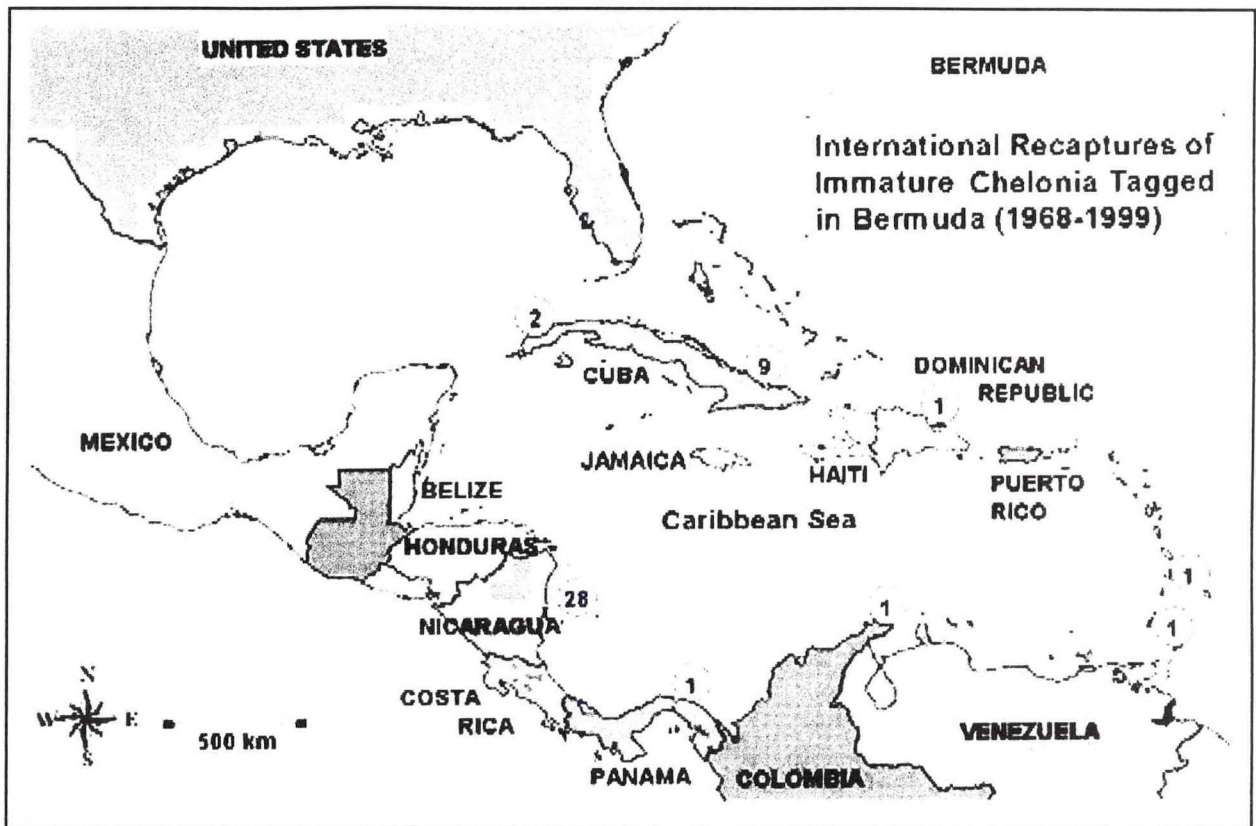 UNITED STATES
BERMUDA
International Recaptures of
Immature Chelonia Tagged
in Bermuda (1968-1999)
2
9
CUBA
DOMINICAN
REPUBLIC
1
MEXICO
JAMAICA
HAITI
PUERTO
RICO
BELIZE
Caribbean Sea
HONDURAS
28
NICARAGUA
1
1
1
N
W E
S
500 km
COSTA
RICA
1
PANAMA
COLOMBIA
VENEZUELA